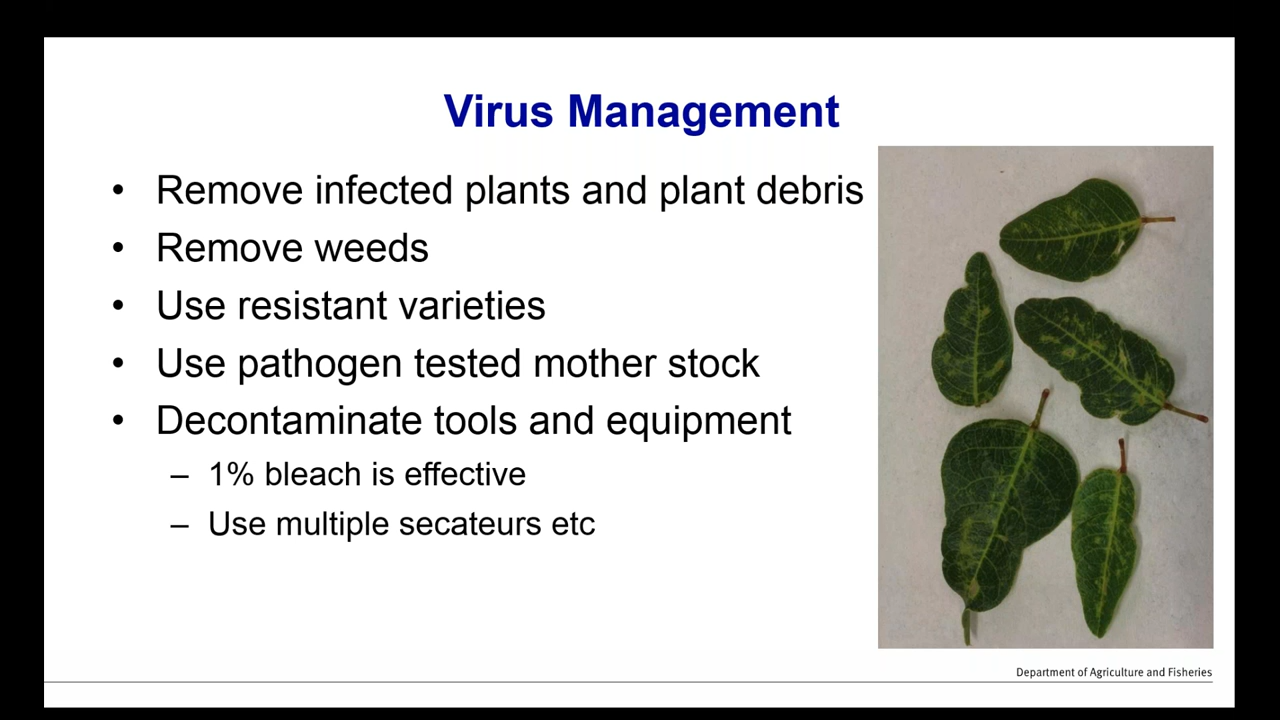 Virus Management
• Remove infected plants and plant debris
• Remove weeds
• Use resistant varieties
• Use pathogen tested mother stock
• Decontaminate tools and equipment
– 1% bleach is effective
– Use multiple secateurs etc
Department of Agriculture and Fisheries